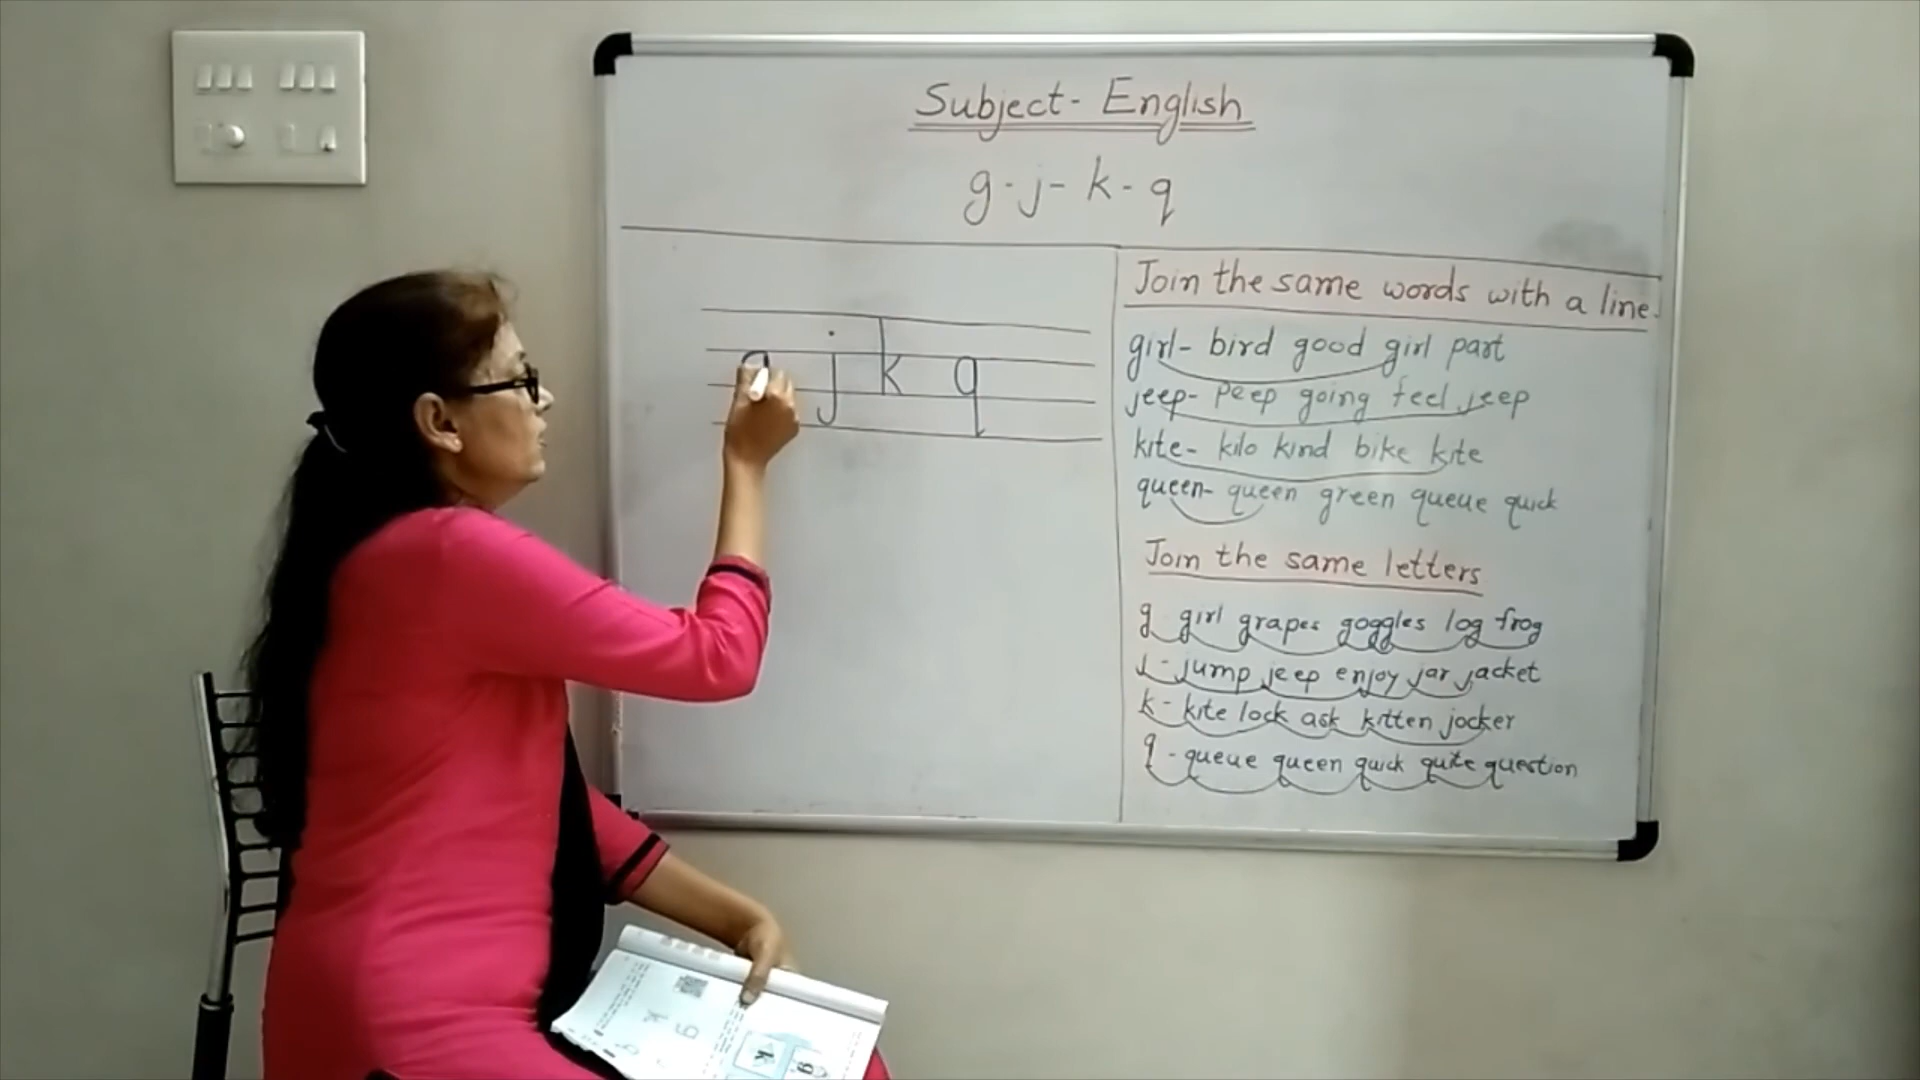 Subject- English
g-j-k-q
g j k q
Join the same words with a line.
girl- bird good girl part
jeep- peep going feel jeep
kite- kilo kind bike kite
queen- queen green queue quick
Join the same letters
g girl grapes goggles log frog
j- jump jeep enjoy jar jacket
k- kite lock ask kitten jocker
q- queue queen quick quite question
g
k
k
g